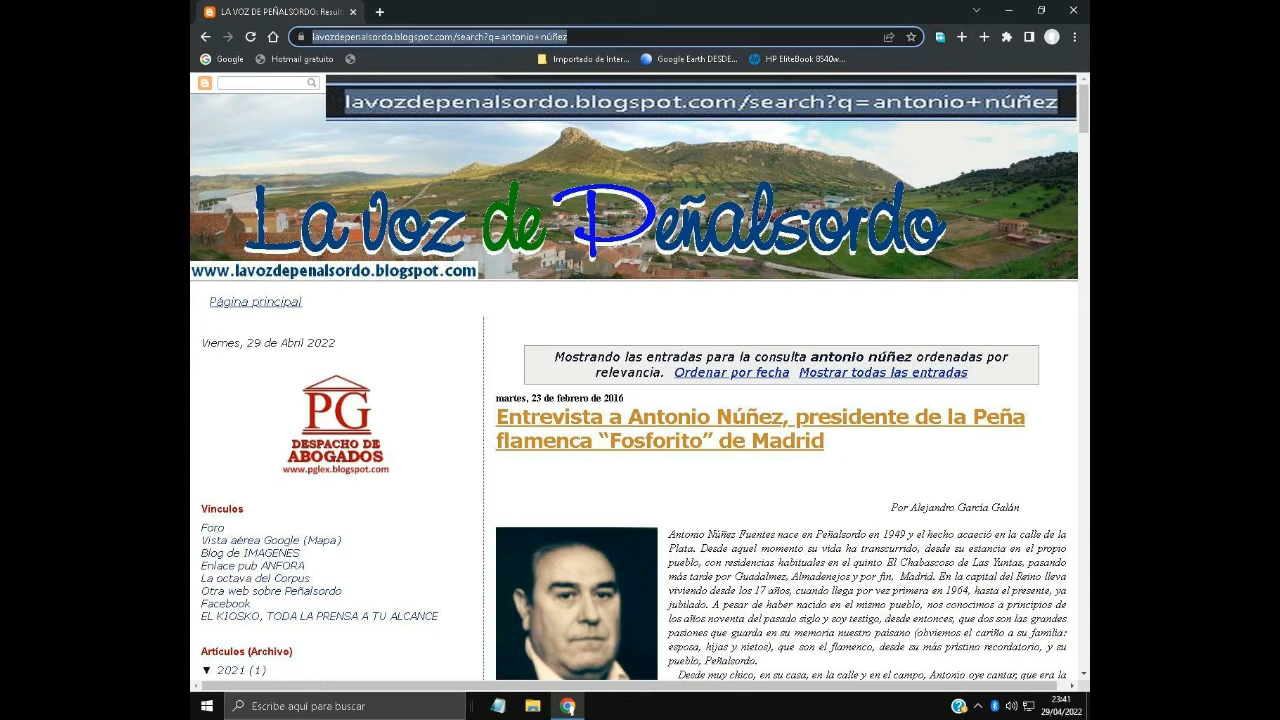 LA VOZ DE PEÑALSORDO: Result
lavozdepenalsordo.blogspot.com/search?q=antonio+núñez
Google
Hotmail gratuito
Importado de Inter...
Google Earth DESDE...
HP EliteBook 8540w...
lavozdepenalsordo.blogspot.com/search?q=antonio+núñez
La voz de Peñalsordo
www.lavozdepenalsordo.blogspot.com
Página principal
Viernes, 29 de Abril 2022
PG
DESPACHO DE
ABOGADOS
www.pglex.blogspot.com
Vínculos
Foro
Vista aérea Google (Mapa)
Blog de IMAGENES
Enlace pub ANFORA
La octava del Corpus
Otra web sobre Peñalsordo
Facebook
EL KIOSKO, TODA LA PRENSA A TU ALCANCE
Artículos (Archivo)
▼ 2021 (1)
Mostrando las entradas para la consulta antonio núñez ordenadas por
relevancia. Ordenar por fecha Mostrar todas las entradas
martes, 23 de febrero de 2016
Entrevista a Antonio Núñez, presidente de la Peña
flamenca “Fosforito” de Madrid
Por Alejandro García Galán
Antonio Núñez Fuentes nace en Peñalsordo en 1949 y el hecho acaeció en la calle de la
Plata. Desde aquel momento su vida ha transcurrido, desde su estancia en el propio
pueblo, con residencias habituales en el quinto El Chabascoso de Las Yuntas, pasando
más tarde por Guadalmez, Almadenejos y por fin, Madrid. En la capital del Reino lleva
viviendo desde los 17 años, cuando llega por vez primera en 1964, hasta el presente, ya
jubilado. A pesar de haber nacido en el mismo pueblo, nos conocimos a principios de
los años noventa del pasado siglo y soy testigo, desde entonces, que dos son las grandes
pasiones que guarda en su memoria nuestro paisano (obviemos el cariño a su familia:
esposa, hijas y nietos), que son el flamenco, desde su más prístino recordatorio, y su
pueblo, Peñalsordo.
Desde muy chico, en su casa, en la calle y en el campo, Antonio oye cantar, que era la
Escribe aquí para buscar
23:41
29/04/2022